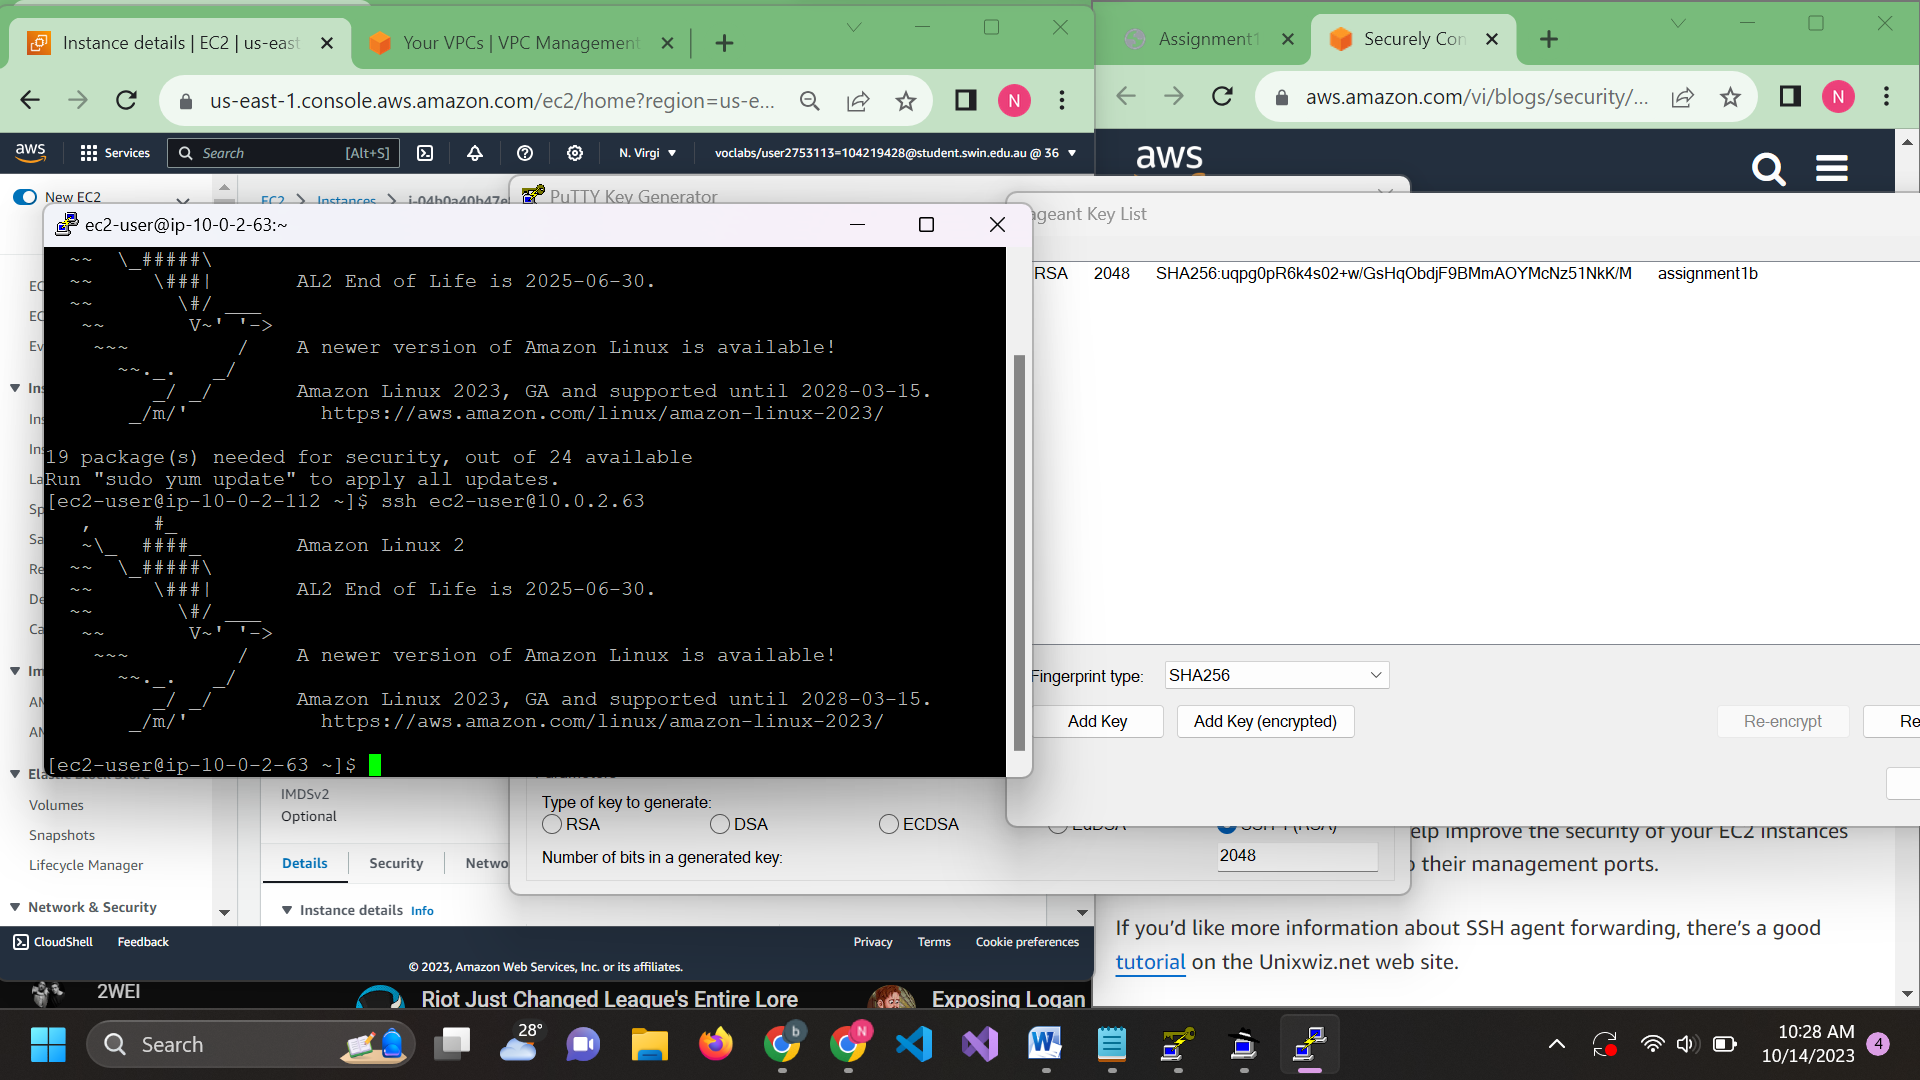 Instance details | EC2 | us-east
Your VPCs | VPC Management
us-east-1.console.aws.amazon.com/ec2/home?region=us-e...
aws
Services
Search
[Alt+S]
N. Virgi
voclabs/user2753113=104219428@student.swin.edu.au @ 36
New EC2
EC2
Instances
i-04b0a40b47e
PuTTY Key Generator
ec2-user@ip-10-0-2-63:~
AL2 End of Life is 2025-06-30.
A newer version of Amazon Linux is available!
Amazon Linux 2023, GA and supported until 2028-03-15.
https://aws.amazon.com/linux/amazon-linux-2023/
19 package(s) needed for security, out of 24 available
Run "sudo yum update" to apply all updates.
[ec2-user@ip-10-0-2-112 ~]$ ssh ec2-user@10.0.2.63
Amazon Linux 2
AL2 End of Life is 2025-06-30.
A newer version of Amazon Linux is available!
Amazon Linux 2023, GA and supported until 2028-03-15.
https://aws.amazon.com/linux/amazon-linux-2023/
[ec2-user@ip-10-0-2-63 ~]$
Volumes
Snapshots
Lifecycle Manager
Network & Security
IMDSv2
Optional
Details
Security
Netwo
Instance details
Info
Type of key to generate:
RSA
DSA
ECDSA
Number of bits in a generated key:
2048
CloudShell
Feedback
Privacy
Terms
Cookie preferences
© 2023, Amazon Web Services, Inc. or its affiliates.
2WEI
Riot Just Changed League's Entire Lore
Exposing Logan
Assignment1
Securely Con
aws.amazon.com/vi/blogs/security/...
aws
ageant Key List
RSA 2048 SHA256:uqpg0pR6k4s02+w/GsHqObdjF9BMmAOYMcNz51NkK/M assignment1b
Fingerprint type:
SHA256
Add Key
Add Key (encrypted)
Re-encrypt
Re
elp improve the security of your EC2 instances
their management ports.
If you'd like more information about SSH agent forwarding, there's a good
tutorial on the Unixwiz.net web site.
Search
28°
10:28 AM
10/14/2023
4